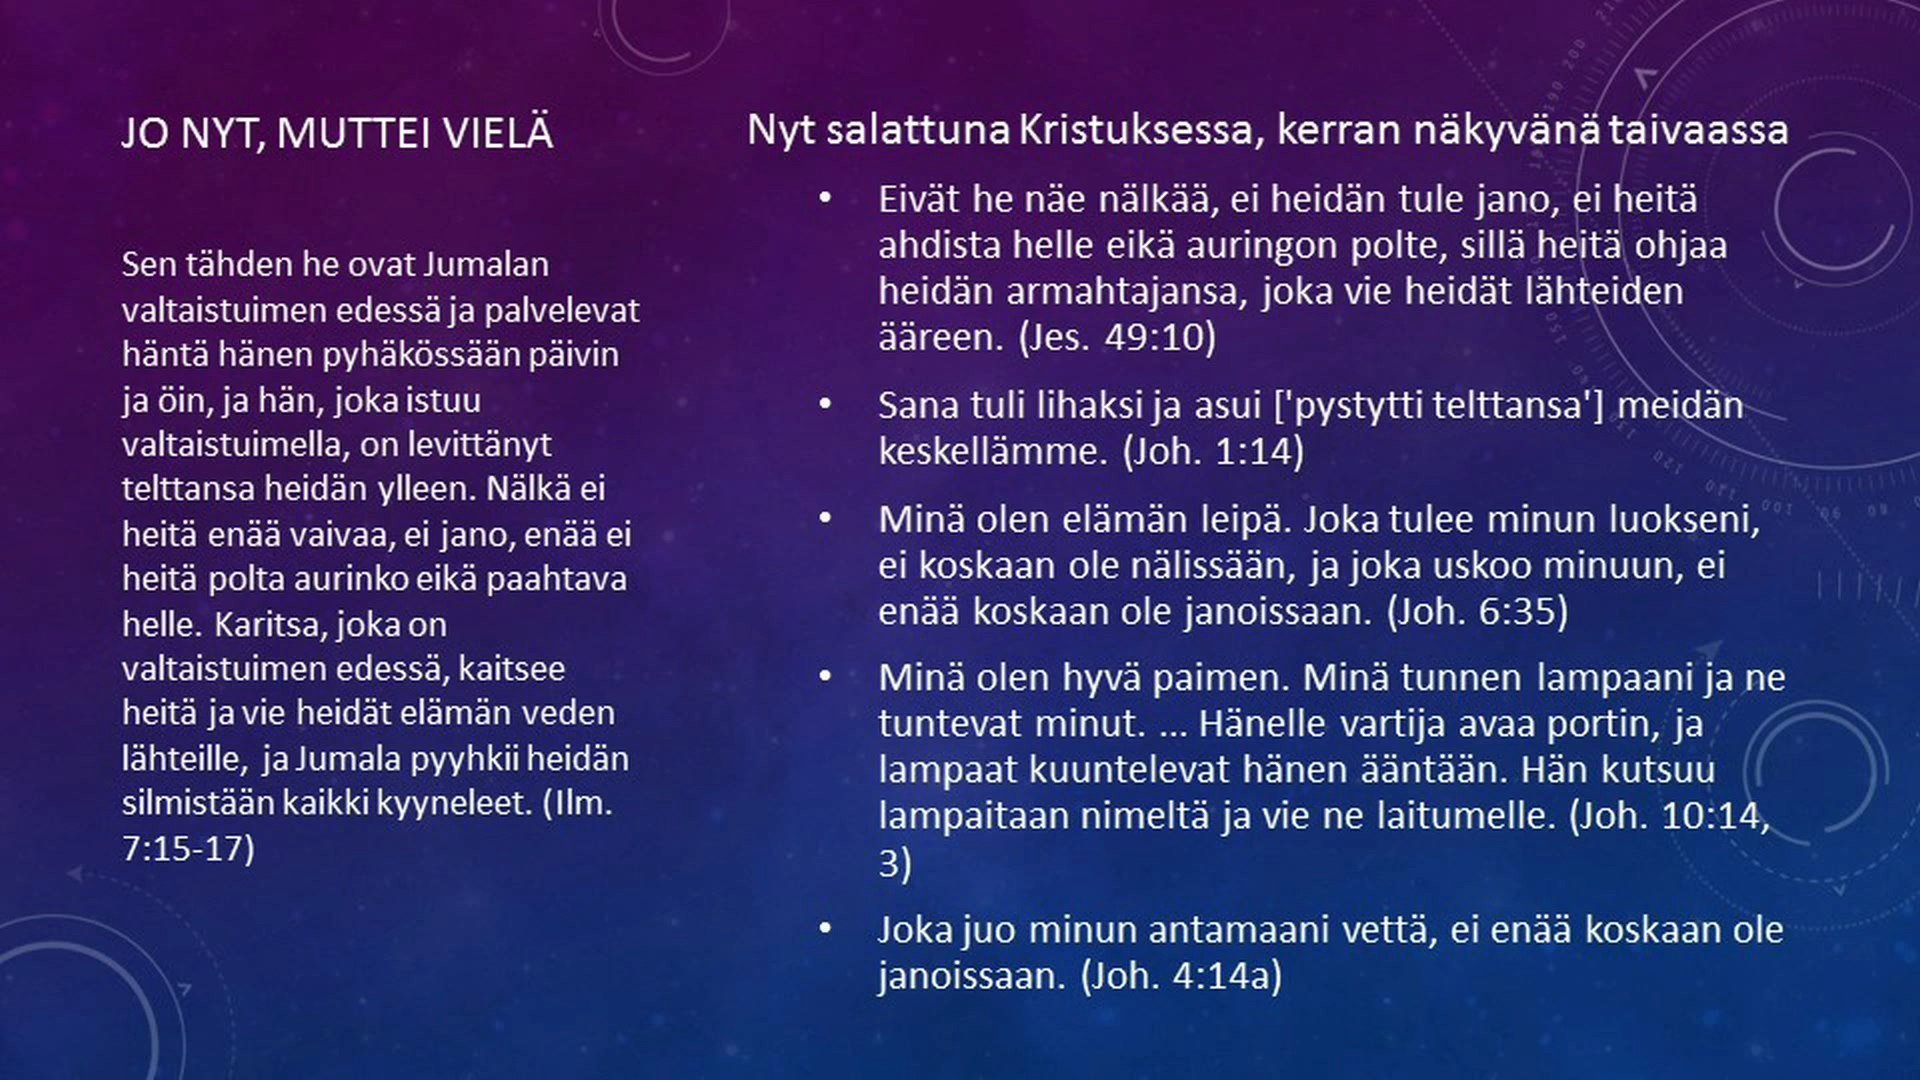 JO NYT, MUTTEI VIELÄ
Sen tähden he ovat Jumalan
valtaistuimen edessä ja palvelevat
häntä hänen pyhäkössään päivin
ja öin, ja hän, joka istuu
valtaistuimella, on levittänyt
telttansa heidän ylleen. Nälkä ei
heitä enää vaivaa, ei jano, enää ei
heitä polta aurinko eikä paahtava
helle. Karitsa, joka on
valtaistuimen edessä, kaitsee
heitä ja vie heidät elämän veden
lähteille, ja Jumala pyyhkii heidän
silmistään kaikki kyyneleet. (Ilm.
7:15-17)
Nyt salattuna Kristuksessa, kerran näkyvänä taivaassa
• Eivät he näe nälkää, ei heidän tule jano, ei heitä
ahdista helle eikä auringon polte, sillä heitä ohjaa
heidän armahtajansa, joka vie heidät lähteiden
ääreen. (Jes. 49:10)
• Sana tuli lihaksi ja asui ['pystytti telttansa'] meidän
keskellämme. (Joh. 1:14)
• Minä olen elämän leipä. Joka tulee minun luokseni,
ei koskaan ole nälissään, ja joka uskoo minuun, ei
enää koskaan ole janoissaan. (Joh. 6:35)
• Minä olen hyvä paimen. Minä tunnen lampaani ja ne
tuntevat minut. ... Hänelle vartija avaa portin, ja
lampaat kuuntelevat hänen ääntään. Hän kutsuu
lampaitaan nimeltä ja vie ne laitumelle. (Joh. 10:14,
3)
• Joka juo minun antamaani vettä, ei enää koskaan ole
janoissaan. (Joh. 4:14a)